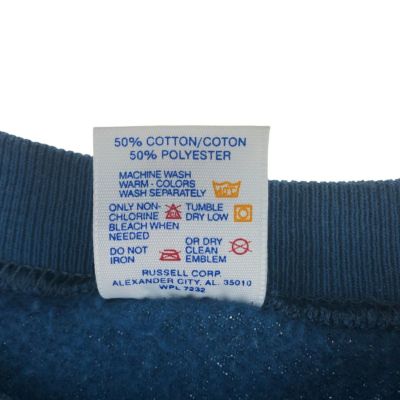 50% COTTON/COTON
50% POLYESTER
MACHINE WASH
WARM - COLORS
WASH SEPARATELY
40°C
ONLY NON-
CHLORINE
BLEACH WHEN
NEEDED
TUMBLE
DRY LOW
DO NOT
IRON
OR DRY
CLEAN
EMBLEM
RUSSELL CORP.
ALEXANDER CITY, AL. 35010
WPL 7232